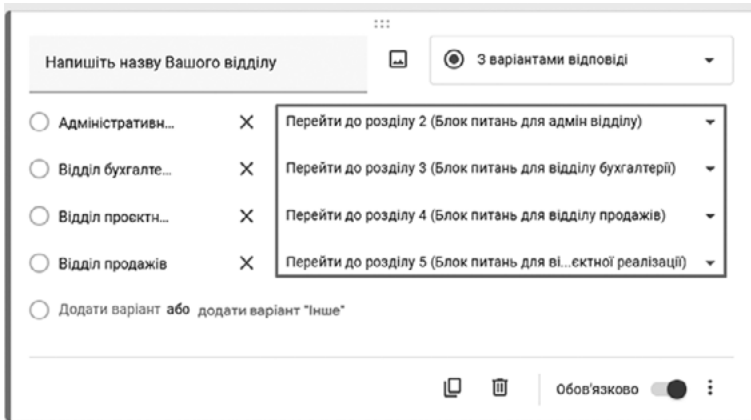 Напишіть назву Вашого відділу
З варіантами відповіді
Адміністративн... Перейти до розділу 2 (Блок питань для адмін відділу)
Відділ бухгалте... Перейти до розділу 3 (Блок питань для відділу бухгалтерії)
Відділ проєктн... Перейти до розділу 4 (Блок питань для відділу продажів)
Відділ продажів Перейти до розділу 5 (Блок питань для ві...єктної реалізації)
Додати варіант або додати варіант "Інше"
Обов'язково